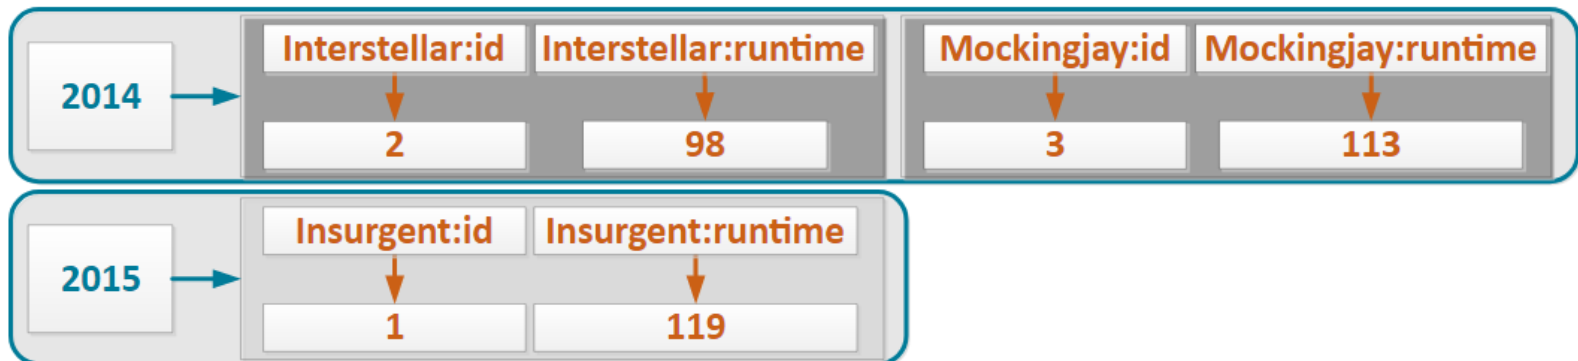 Interstellar:id Interstellar:runtime Mockingjay:id Mockingjay:runtime
2014
2 98 3 113
Insurgent:id Insurgent:runtime
2015
1 119